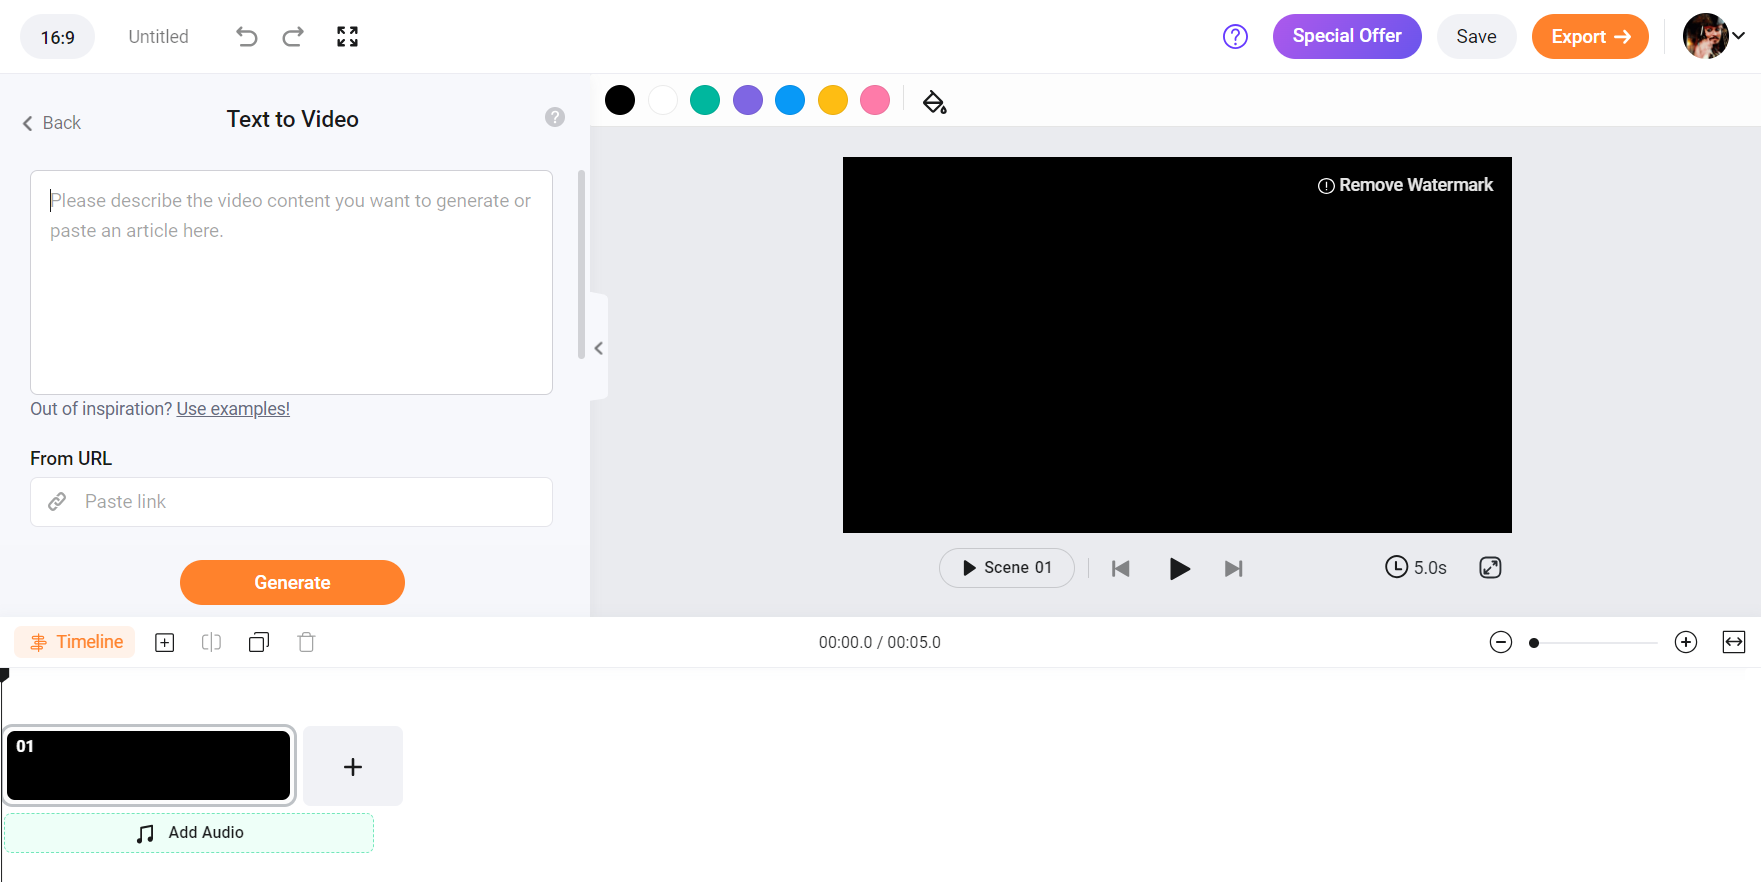 16:9
Untitled
?
Special Offer
Save
Export
Back
Text to Video
?
Please describe the video content you want to generate or
paste an article here.
Out of inspiration? Use examples!
From URL
Paste link
Generate
Remove Watermark
Scene 01
5.0s
Timeline
00:00.0 / 00:05.0
01
Add Audio